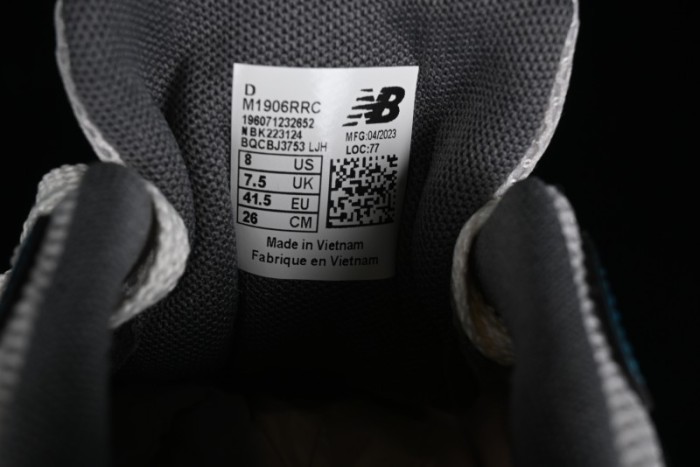 D
M1906RRC
196071232652
NBK223124
BQCBJ3753 LJH
NB
MFG:04/2023
LOC:77
8 US
7.5 UK
41.5 EU
26 CM
Made in Vietnam
Fabrique en Vietnam